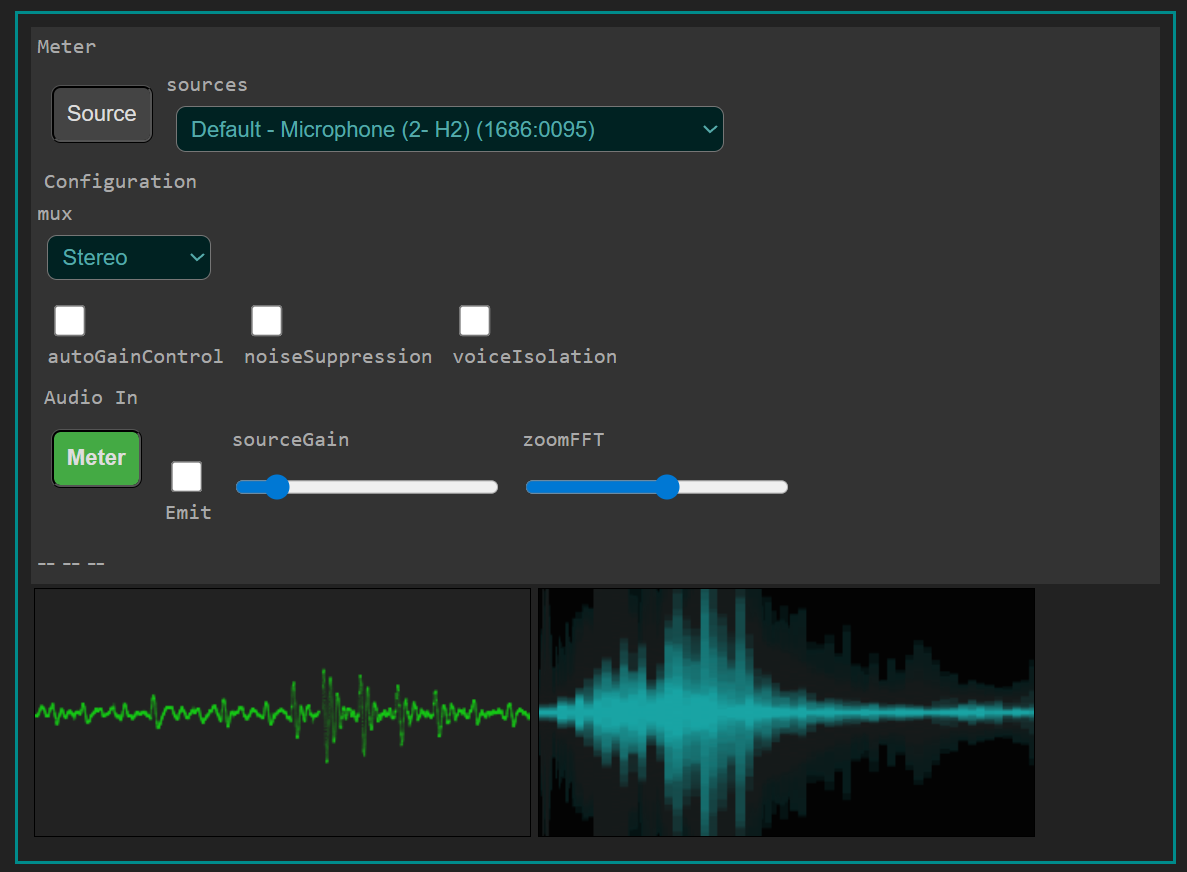 Meter
sources
Source
Default - Microphone (2- H2) (1686:0095)
Configuration
mux
Stereo
autoGainControl noiseSuppression voiceIsolation
Audio In
sourceGain zoomFFT
Meter
Emit
-- -- --